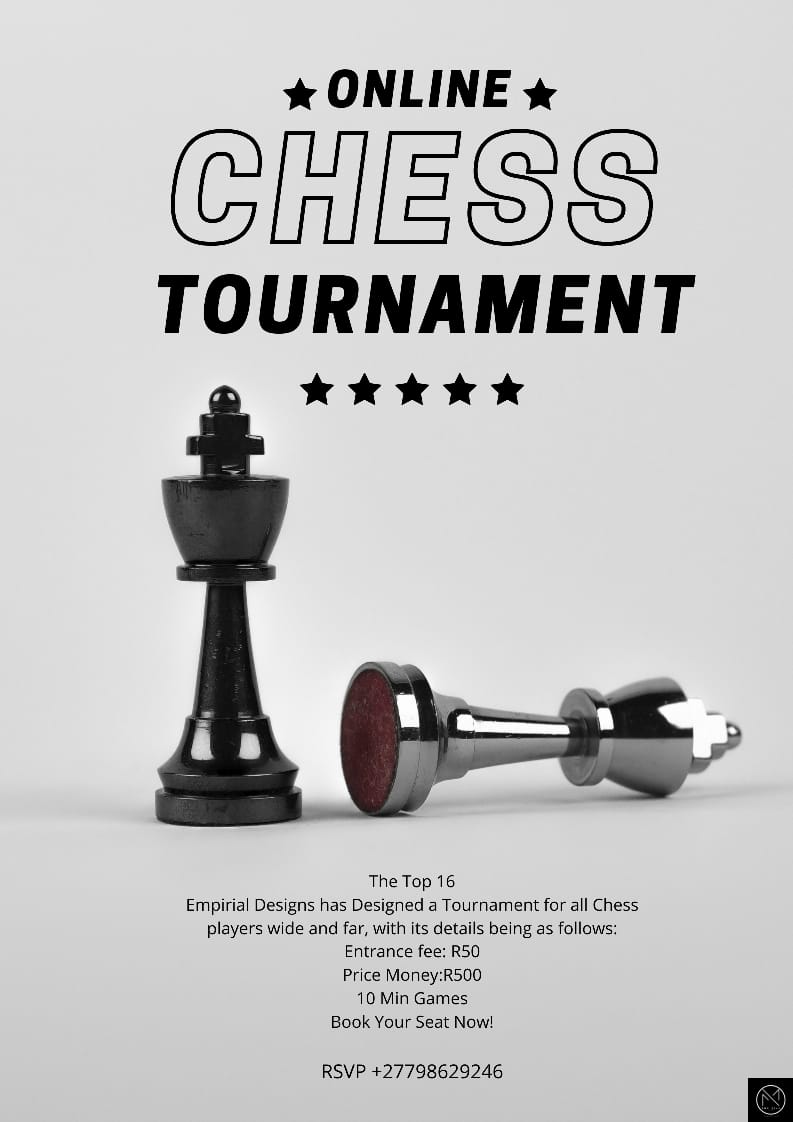 ONLINE
CHESS
TOURNAMENT
The Top 16
Empirial Designs has Designed a Tournament for all Chess
players wide and far, with its details being as follows:
Entrance fee: R50
Price Money:R500
10 Min Games
Book Your Seat Now!
RSVP +27798629246